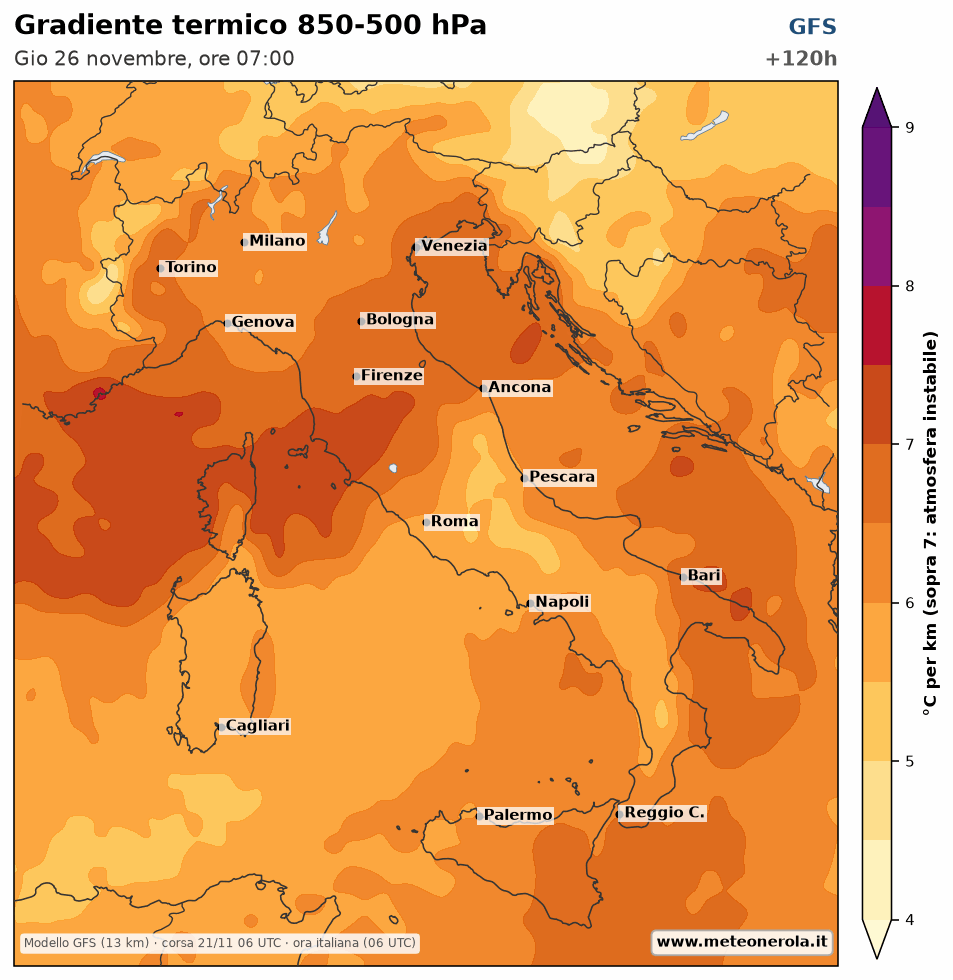 Gradiente termico 850-500 hPa
GFS
Gio 26 novembre, ore 07:00
+120h
Milano
Venezia
Torino
Genova
Bologna
Firenze
Ancona
Pescara
Roma
Bari
Napoli
Cagliari
Palermo
Reggio C.
9
8
7
6
5
4
°C per km (sopra 7: atmosfera instabile)
Modello GFS (13 km) · corsa 21/11 06 UTC · ora italiana (06 UTC)
www.meteonerola.it